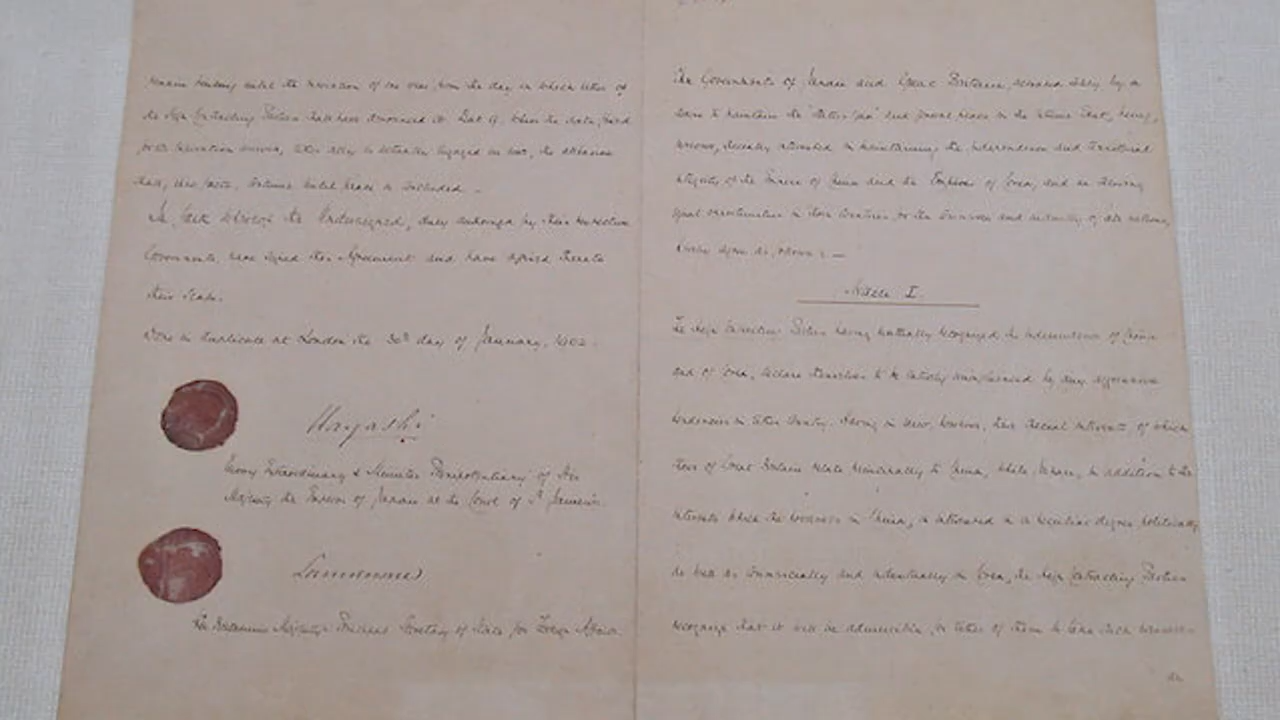 remain binding until the expiration of one year from the day on which either of
the High Contracting Parties shall have denounced it. But if, when the date fixed
for its expiration arrives, either ally is actually engaged in war, the alliance
shall, ipso facto, continue until peace is concluded. -
In faith whereof the Undersigned, duly authorized by their respective
Governments, have signed this Agreement and have affixed thereto
their Seals.
Done in duplicate at London the 30th day of January, 1902.
Hayashi
Envoy Extraordinary & Minister Plenipotentiary of His
Majesty the Emperor of Japan at the Court of St James's.
Lansdowne
His Britannic Majesty's Principal Secretary of State for Foreign Affairs.
The Governments of Japan and Great Britain, actuated solely by a
desire to maintain the status quo and general peace in the extreme East, being,
moreover, specially interested in maintaining the independence and territorial
integrity of the Empire of China and the Empire of Corea, and in securing
equal opportunities in those countries for the commerce and industry of all nations,
hereby agree as follows: —
Article I.
The High Contracting Parties having mutually recognized the independence of China
and of Corea, declare themselves to be entirely uninfluenced by any aggressive
tendencies in either country. Having in view, however, their special interests, of which
those of Great Britain relate principally to China, while Japan, in addition to the
interests which she possesses in China, is interested in a peculiar degree politically
as well as commercially and industrially in Corea, the High Contracting Parties
recognize that it will be admissible for either of them to take such measures